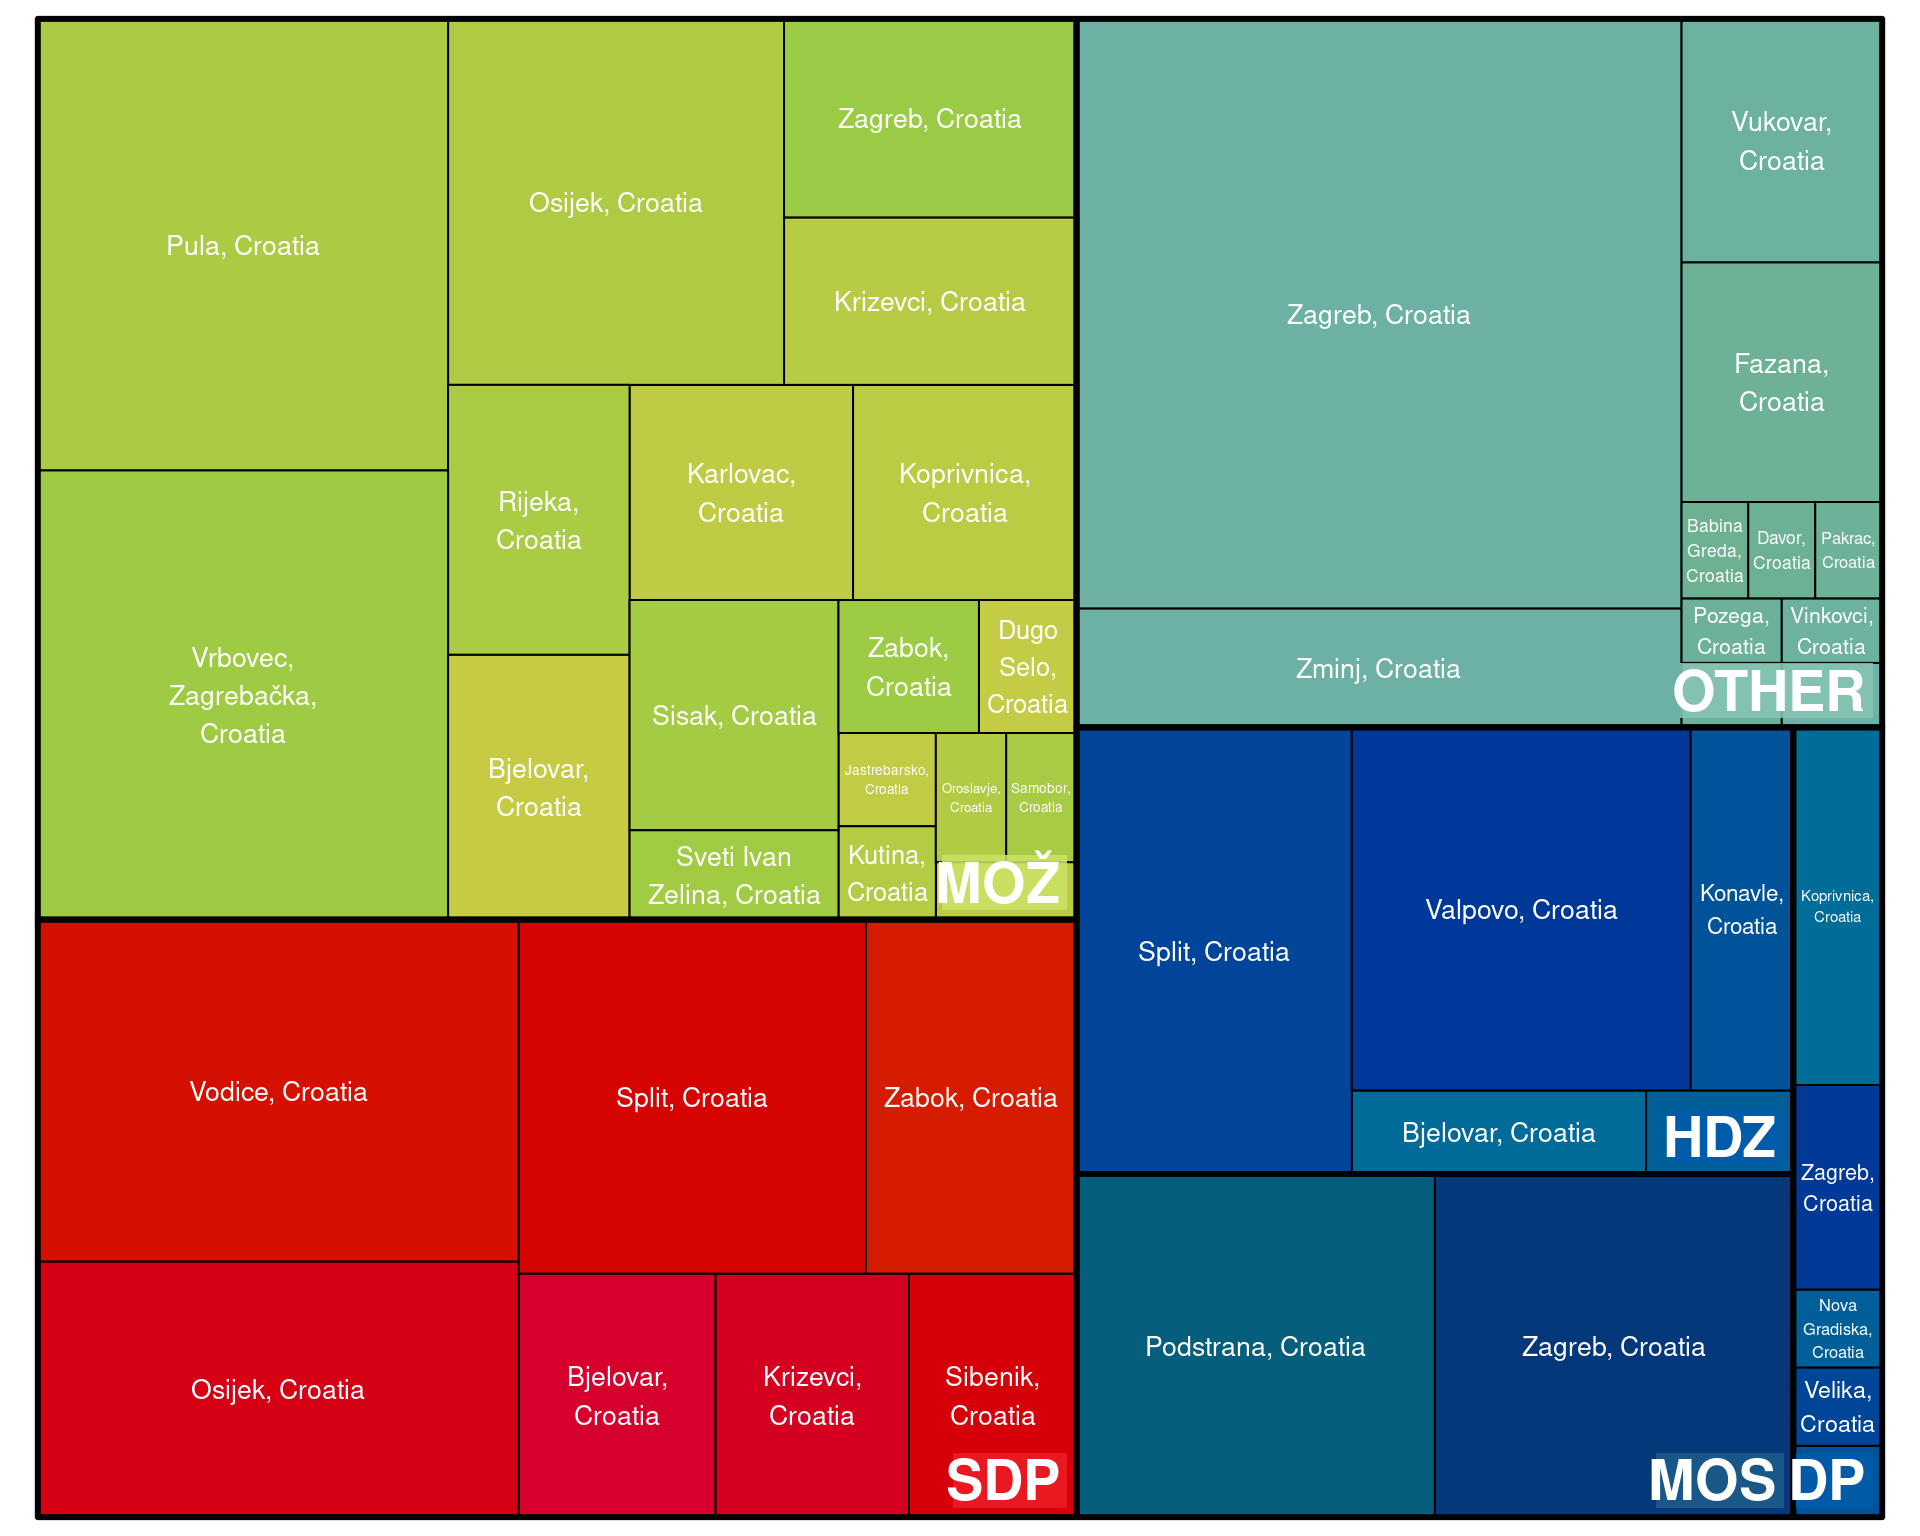 Pula, Croatia
Osijek, Croatia
Zagreb, Croatia
Krizevci, Croatia
Vrbovec,
Zagrebačka,
Croatia
Rijeka,
Croatia
Karlovac,
Croatia
Koprivnica,
Croatia
Bjelovar,
Croatia
Sisak, Croatia
Zabok,
Croatia
Dugo
Selo,
Croatia
Jastrebarsko,
Croatia
Oroslavje,
Croatia
Samobor,
Croatia
Sveti Ivan
Zelina, Croatia
Kutina,
Croatia
MOŽ
Zagreb, Croatia
Vukovar,
Croatia
Fazana,
Croatia
Babina
Greda,
Croatia
Davor,
Croatia
Pakrac,
Croatia
Pozega,
Croatia
Vinkovci,
Croatia
Zminj, Croatia
OTHER
Vodice, Croatia
Split, Croatia
Zabok, Croatia
Osijek, Croatia
Bjelovar,
Croatia
Krizevci,
Croatia
Sibenik,
Croatia
SDP
Split, Croatia
Valpovo, Croatia
Konavle,
Croatia
Bjelovar, Croatia
HDZ
Podstrana, Croatia
Zagreb, Croatia
MOS
Koprivnica,
Croatia
Zagreb,
Croatia
Nova
Gradiska,
Croatia
Velika,
Croatia
DP